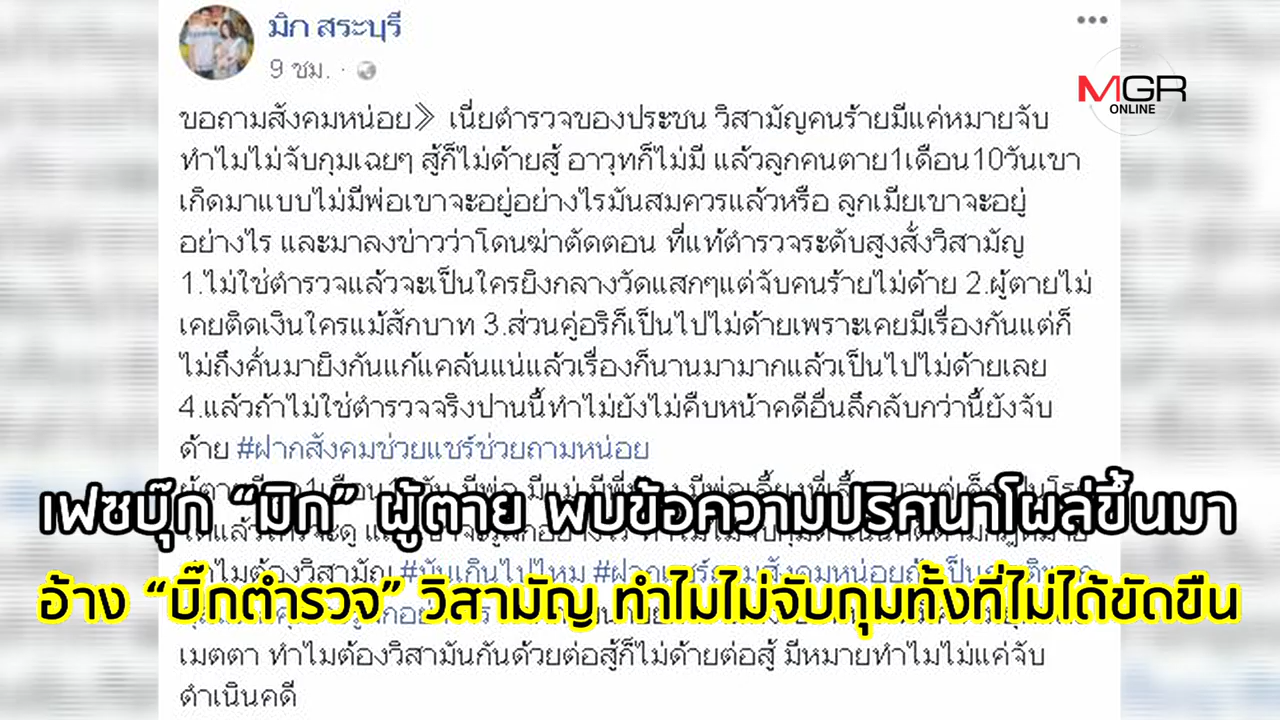 มิก สระบุรี
9 ชม.
MGR
ONLINE
ขอถามสังคมหน่อย》 เนี่ยตำรวจของประชน วิสามัญคนร้ายมีแค่หมายจับ
ทำไมไม่จับกุมเฉยๆ สู้ก็ไม่ด้ายสู้ อาวุทก็ไม่มี แล้วลูกคนตาย1เดือน10วันเขา
เกิดมาแบบไม่มีพ่อเขาจะอยู่อย่างไรมันสมควรแล้วหรือ ลูกเมียเขาจะอยู่
อย่างไร และมาลงข่าวว่าโดนฆ่าตัดตอน ที่แท้ตำรวจระดับสูงสั่งวิสามัญ
1.ไม่ใช่ตำรวจแล้วจะเป็นใครยิงกลางวัดแสกๆแต่จับคนร้ายไม่ด้าย 2.ผู้ตายไม่
เคยติดเงินใครแม้สักบาท 3.ส่วนคู่อริก็เป็นไปไม่ด้ายเพราะเคยมีเรื่องกันแต่ก็
ไม่ถึงคั่นมายิงกันแก้แคล้นแน่แล้วเรื่องก็นานมามากแล้วเป็นไปไม่ด้ายเลย
4.แล้วถ้าไม่ใช่ตำรวจจริงปานนี้ทำไมยังไม่คืบหน้าคดีอื่นลึกลับกว่านี้ยังจับ
ด้าย #ฝากสังคมช่วยแชร์ช่วยถามหน่อย
เฟซบุ๊ก “มิก” ผู้ตาย พบข้อความปริศนาโผล่ขึ้นมา
ทำไมต้องวิสามัญ #มันเกินไปไหม
อ้าง “บิ๊กตำรวจ” วิสามัญ ทำไมไม่จับกุมทั้งที่ไม่ได้ขัดขืน
เมตตา ทำไมต้องวิสามันกันด้วยต่อสู้ก็ไม่ด้ายต่อสู้ มีหมายทำไมไม่แค่จับ
ดำเนินคดี